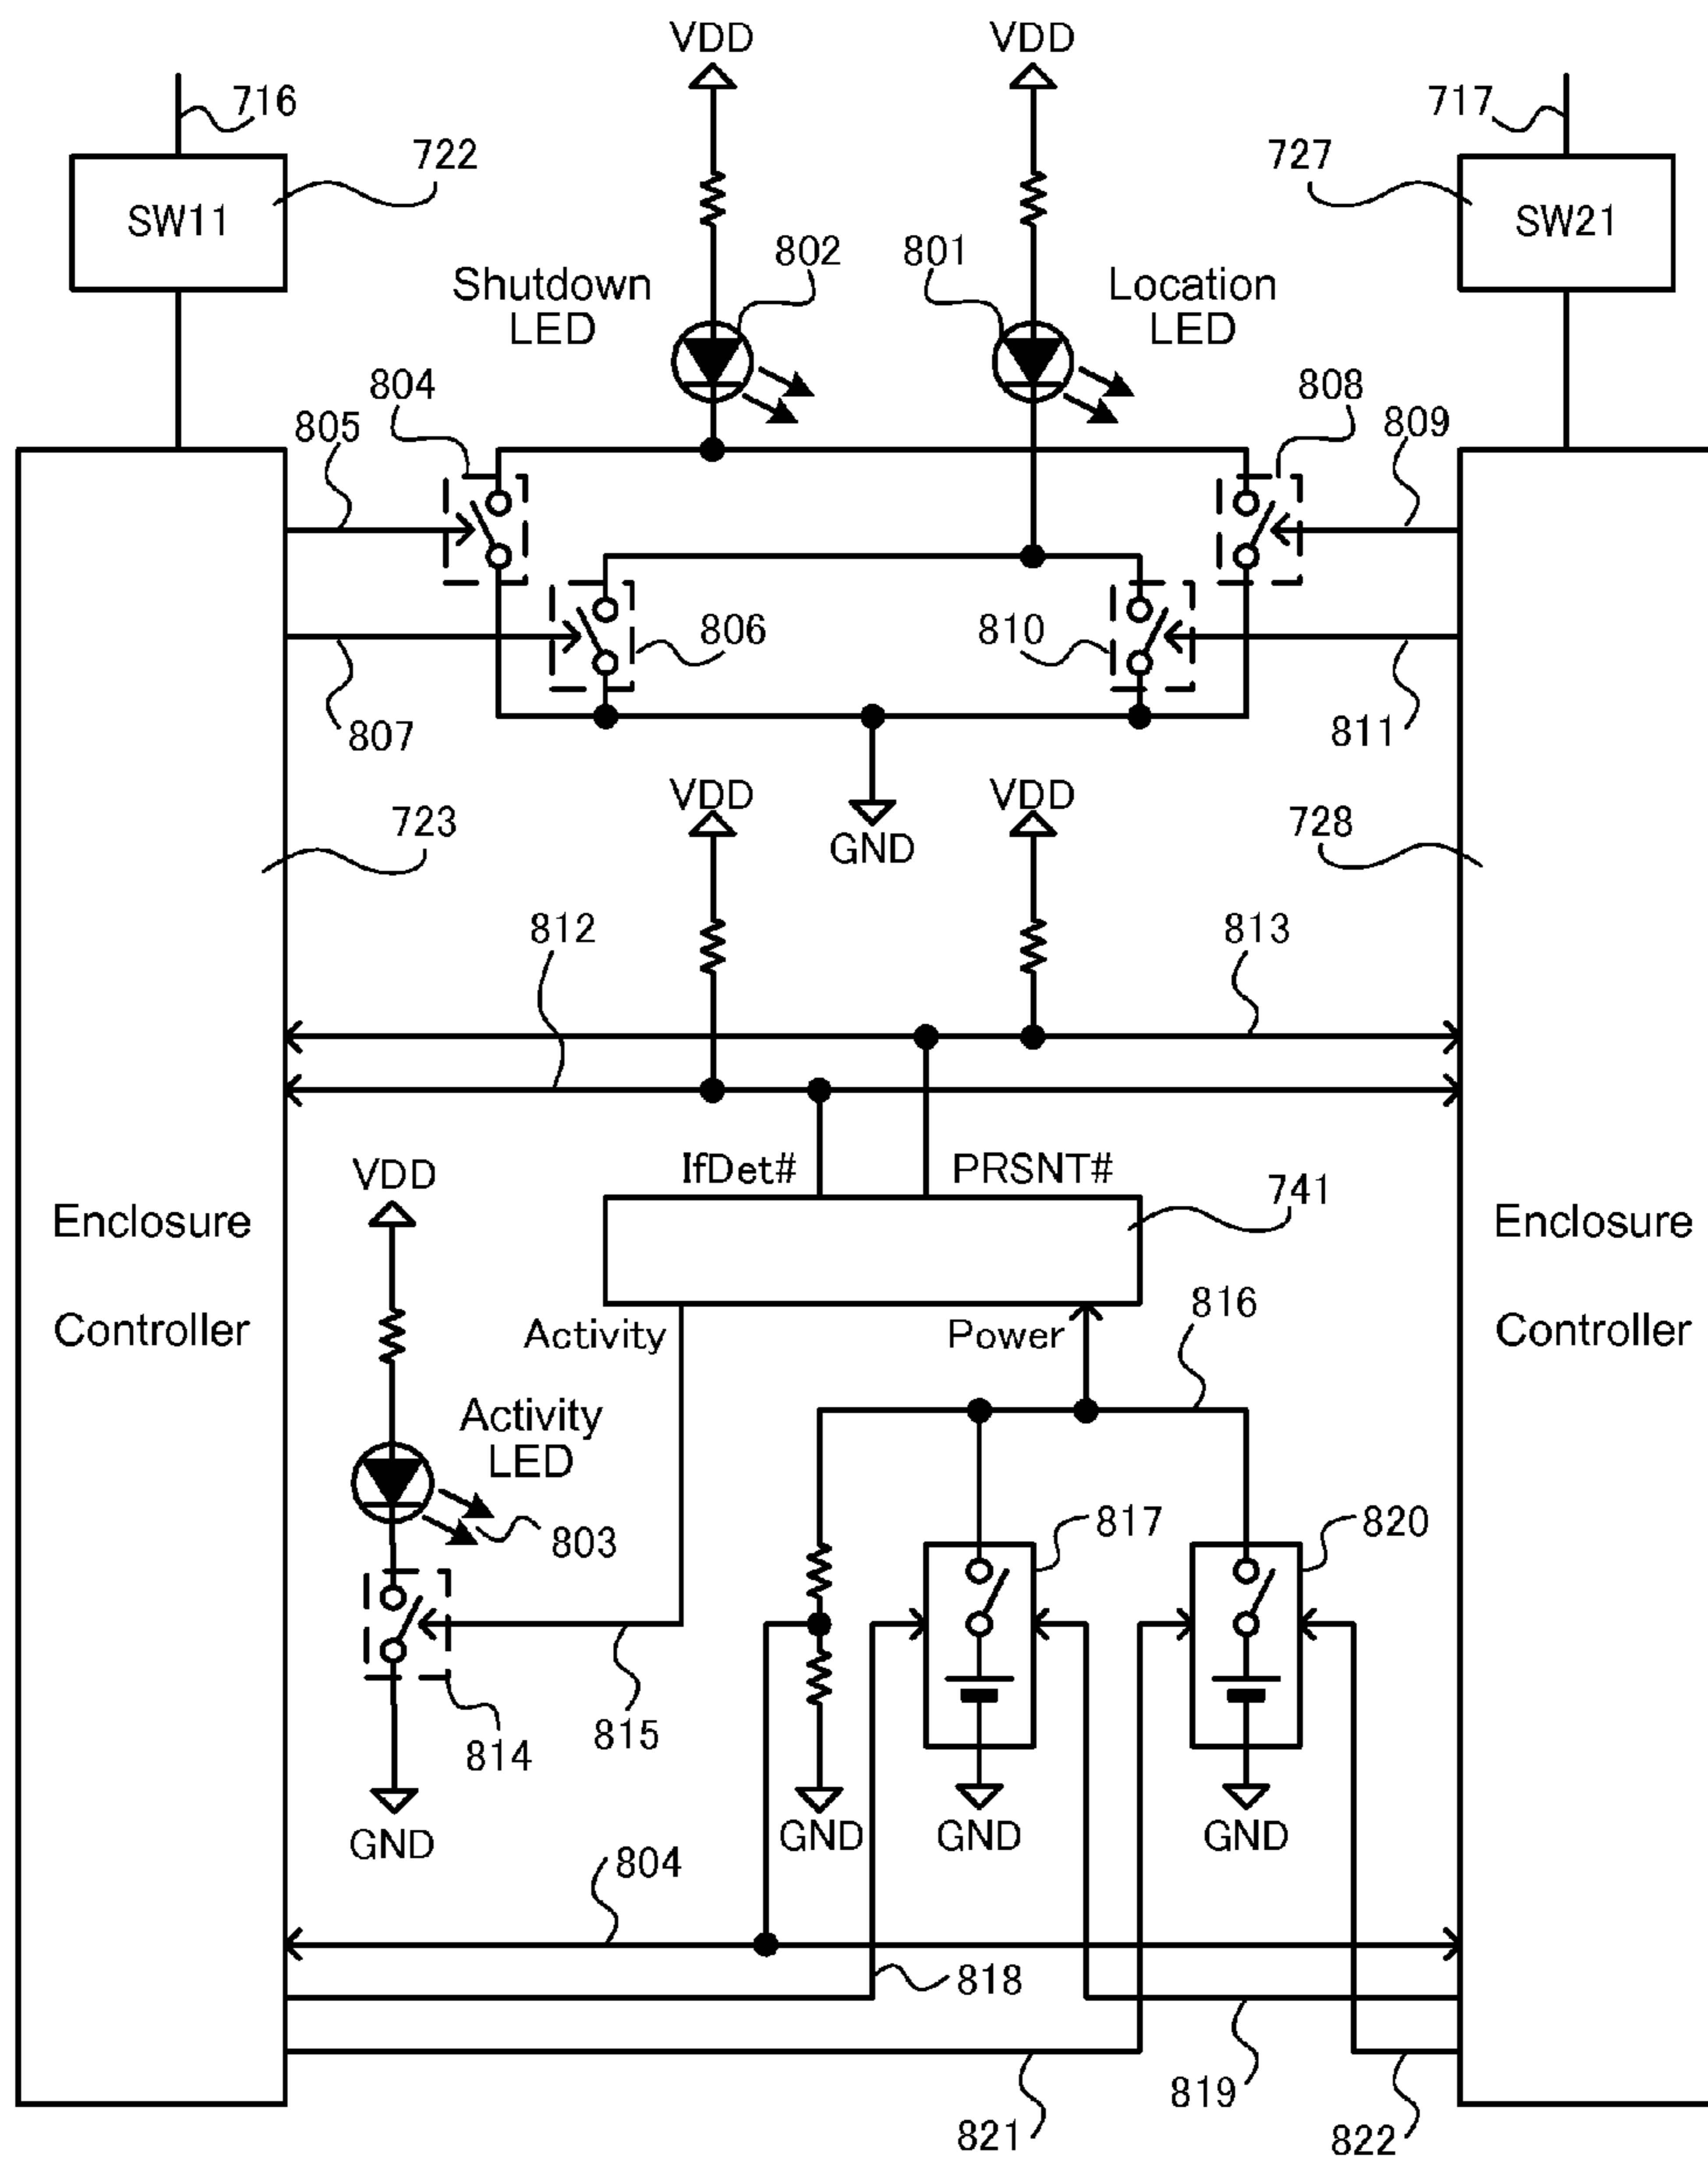 VDD
VDD
716
717
722
727
SW11
SW21
802
801
Shutdown
LED
Location
LED
804
808
805
809
806
810
807
811
VDD
VDD
723
728
GND
812
813
IfDet#
PRSNT#
VDD
741
Enclosure
Controller
Enclosure
Controller
816
Activity
Power
Activity
LED
803
817
820
815
814
GND
GND
GND
GND
804
818
819
821
822